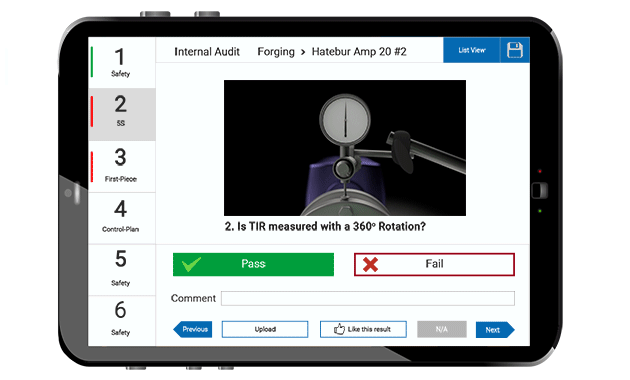 1
Safety
2
5S
3
First-Piece
4
Control-Plan
5
Safety
6
Safety
Internal Audit Forging > Hatebur Amp 20 #2
List View
2. Is TIR measured with a 360º Rotation?
Pass
Fail
Comment
Previous
Upload
Like this result
N/A
Next